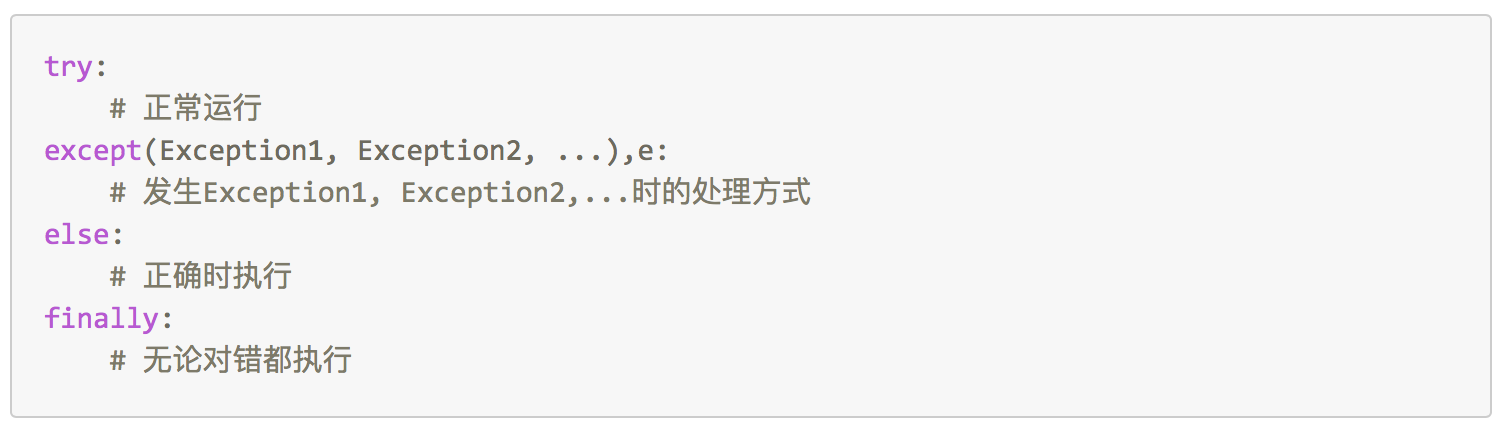 try:
    # 正常运行
except(Exception1, Exception2, ...),e:
    # 发生Exception1, Exception2,...时的处理方式
else:
    # 正确时执行
finally:
    # 无论对错都执行